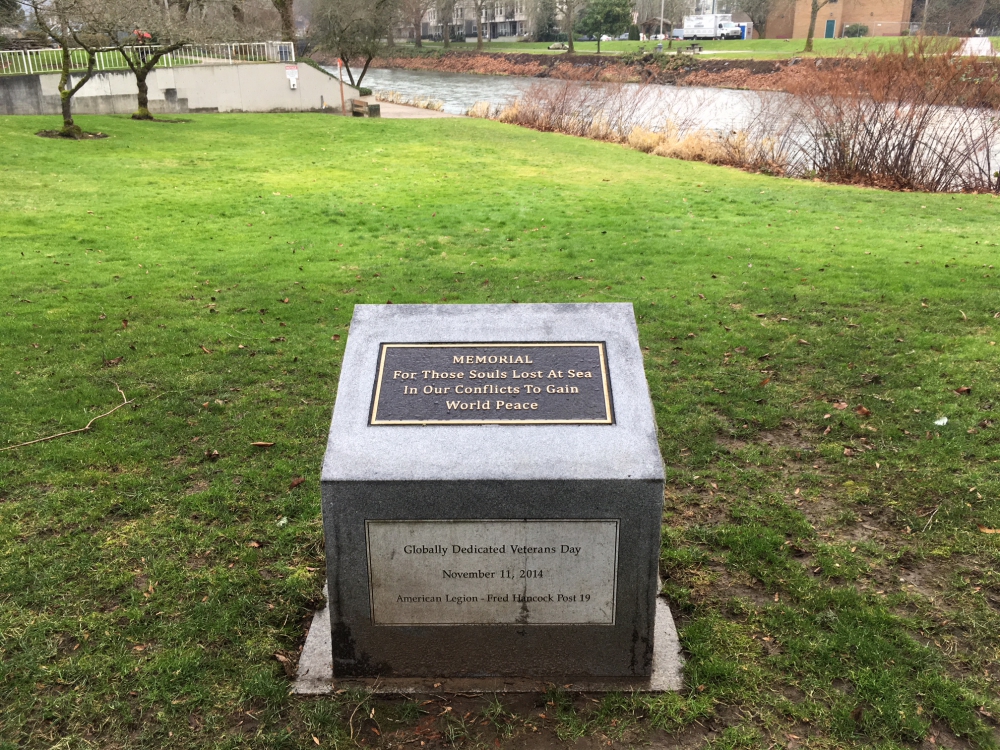 MEMORIAL
For Those Souls Lost At Sea
In Our Conflicts To Gain
World Peace
Globally Dedicated Veterans Day
November 11, 2014
American Legion - Fred Hancock Post 19